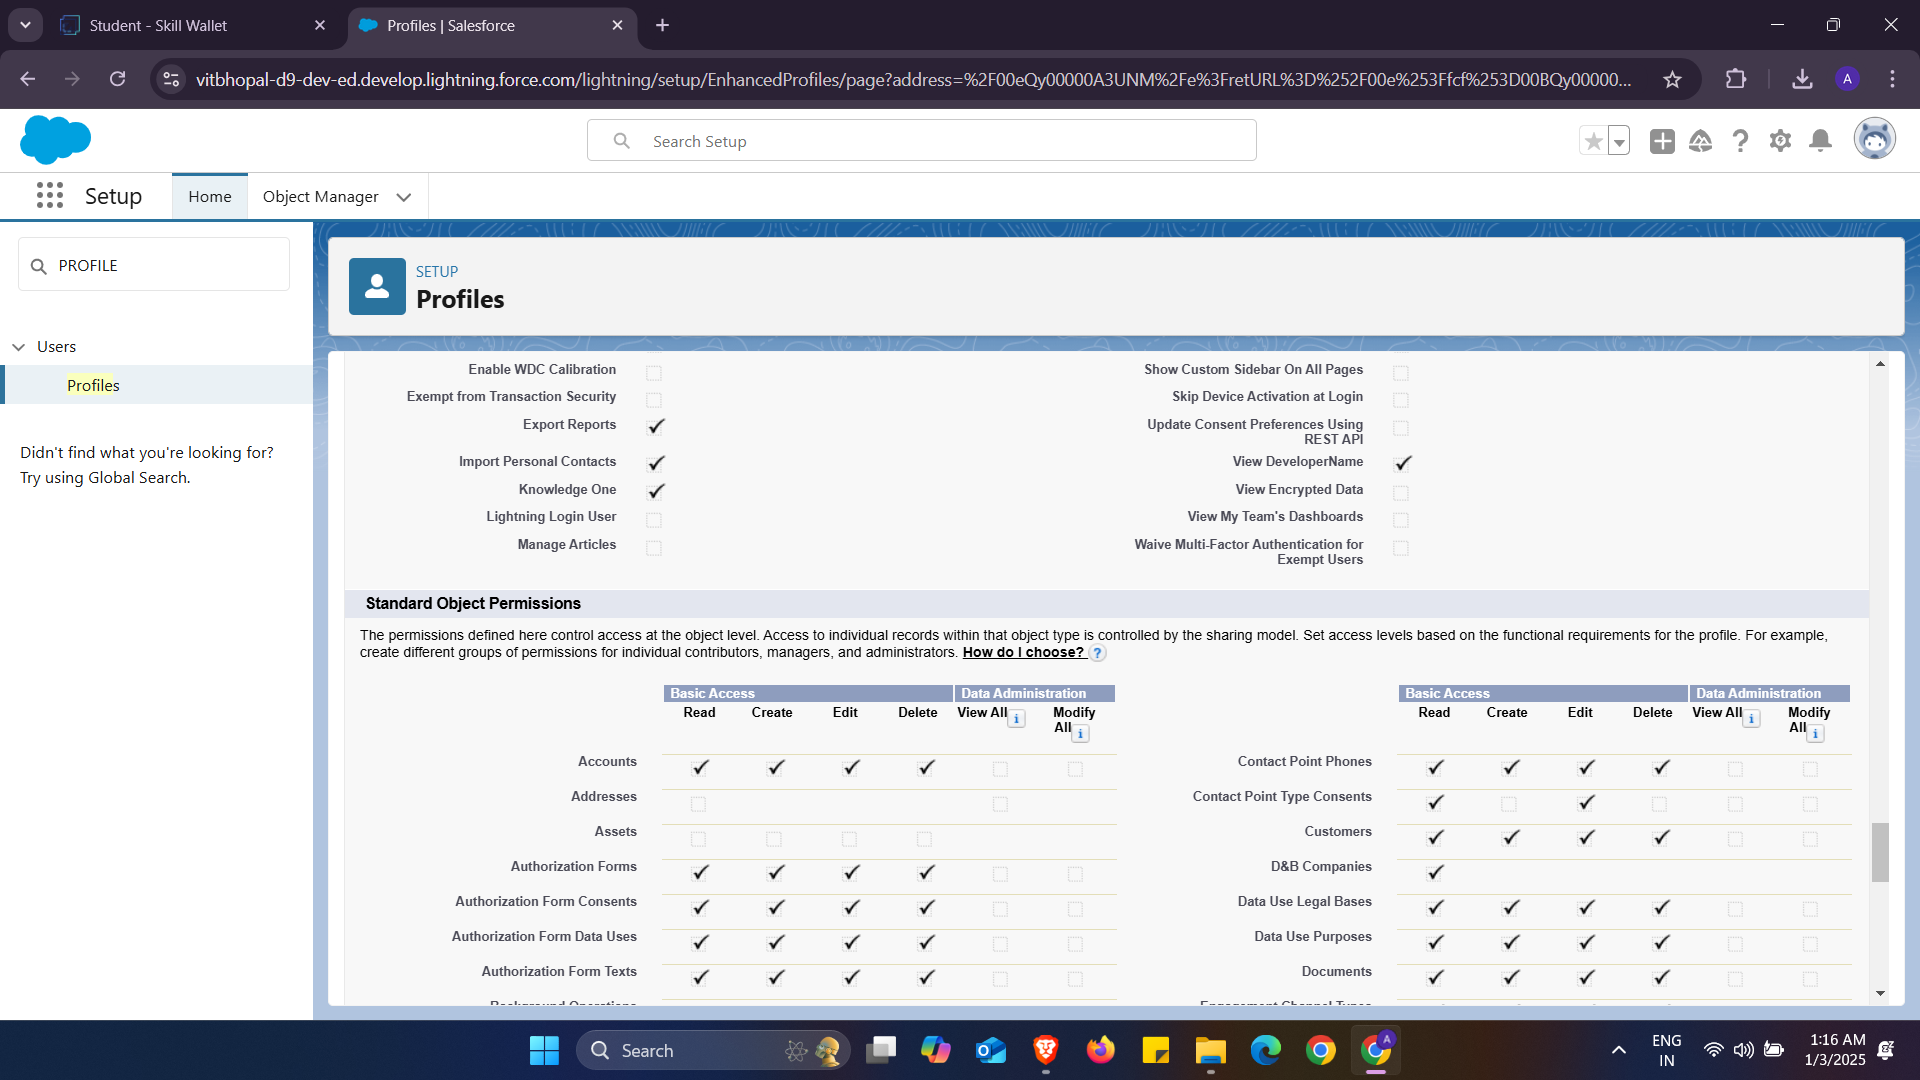 Student - Skill Wallet
Profiles | Salesforce
vitbhopal-d9-dev-ed.develop.lightning.force.com/lightning/setup/EnhancedProfiles/page?address=%2F00eQy00000A3UNM%2Fe%3FretURL%3D%252F00e%253Ffcf%253D00BQy00000...
A
Search Setup
Setup
Home
Object Manager
PROFILE
Users
Profiles
Didn't find what you're looking for?
Try using Global Search.
SETUP
Profiles
Enable WDC Calibration
Show Custom Sidebar On All Pages
Exempt from Transaction Security
Skip Device Activation at Login
Export Reports
Update Consent Preferences Using
REST API
Import Personal Contacts
View DeveloperName
Knowledge One
View Encrypted Data
Lightning Login User
View My Team's Dashboards
Manage Articles
Waive Multi-Factor Authentication for
Exempt Users
Standard Object Permissions
The permissions defined here control access at the object level. Access to individual records within that object type is controlled by the sharing model. Set access levels based on the functional requirements for the profile. For example,
create different groups of permissions for individual contributors, managers, and administrators. How do I choose? ?
Basic Access Data Administration
Read Create Edit Delete View All i Modify
All i
Basic Access Data Administration
Read Create Edit Delete View All i Modify
All i
Accounts
Contact Point Phones
Addresses
Contact Point Type Consents
Assets
Customers
Authorization Forms
D&B Companies
Authorization Form Consents
Data Use Legal Bases
Authorization Form Data Uses
Data Use Purposes
Authorization Form Texts
Documents
Background Operations
Engagement Channel Types
Search
A
ENG
IN
1:16 AM
1/3/2025